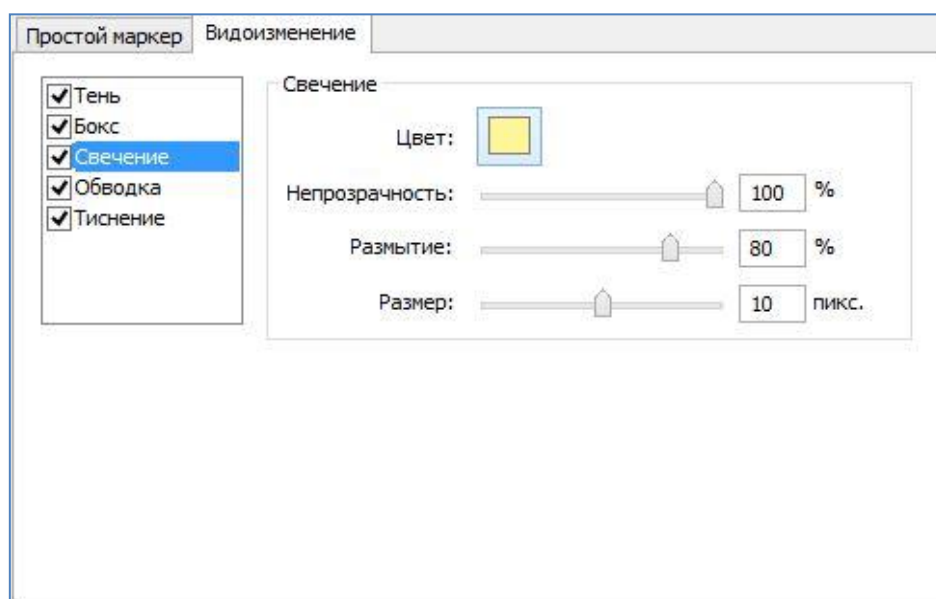 Простой маркер Видоизменение
Тень
Бокс
Свечение
Обводка
Тиснение
Свечение
Цвет:
Непрозрачность: 100 %
Размытие: 80 %
Размер: 10 пикс.